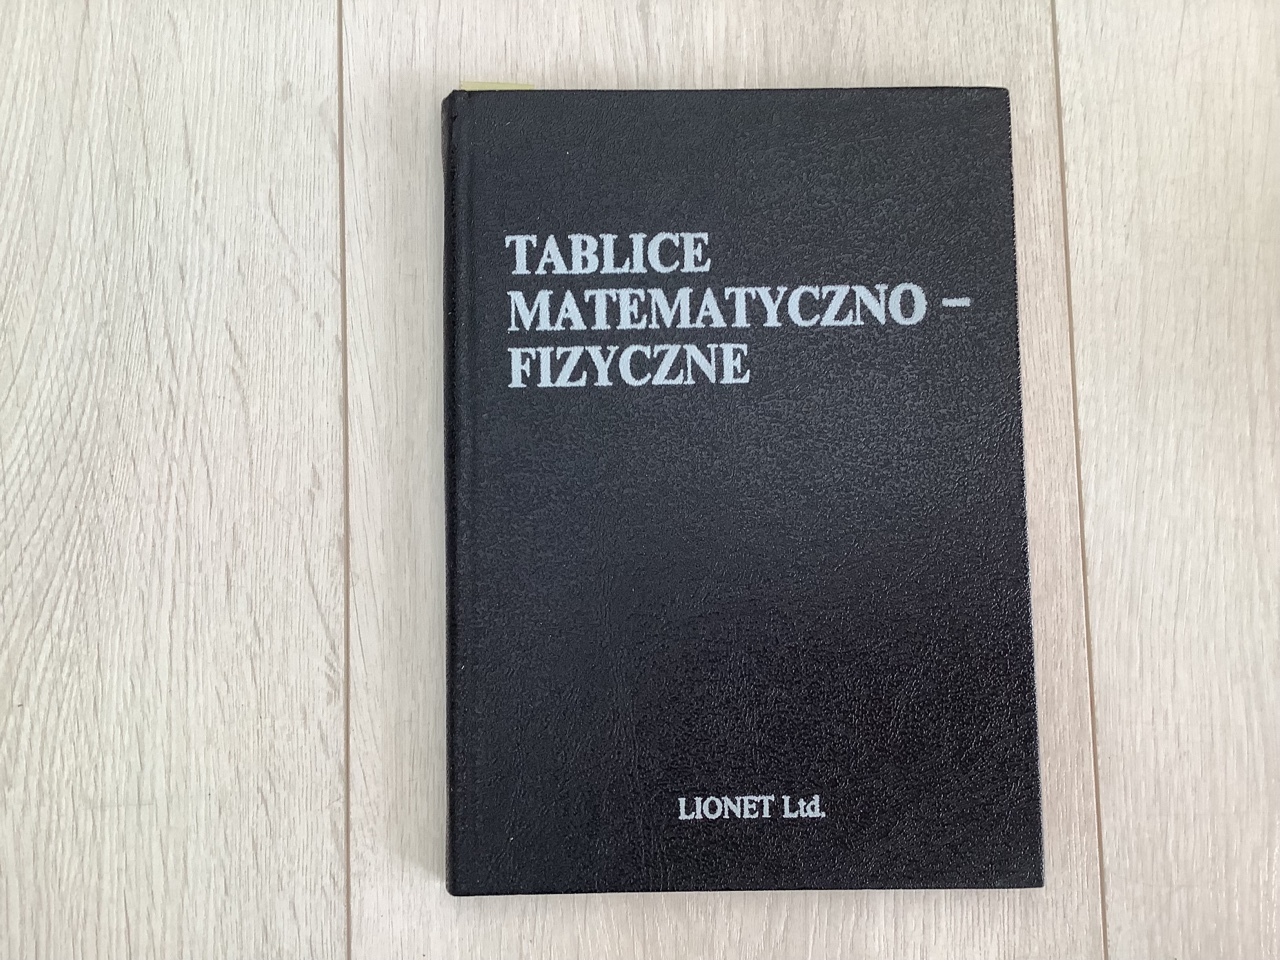 TABLICE
MATEMATYCZNO –
FIZYCZNE
LIONET Ltd.